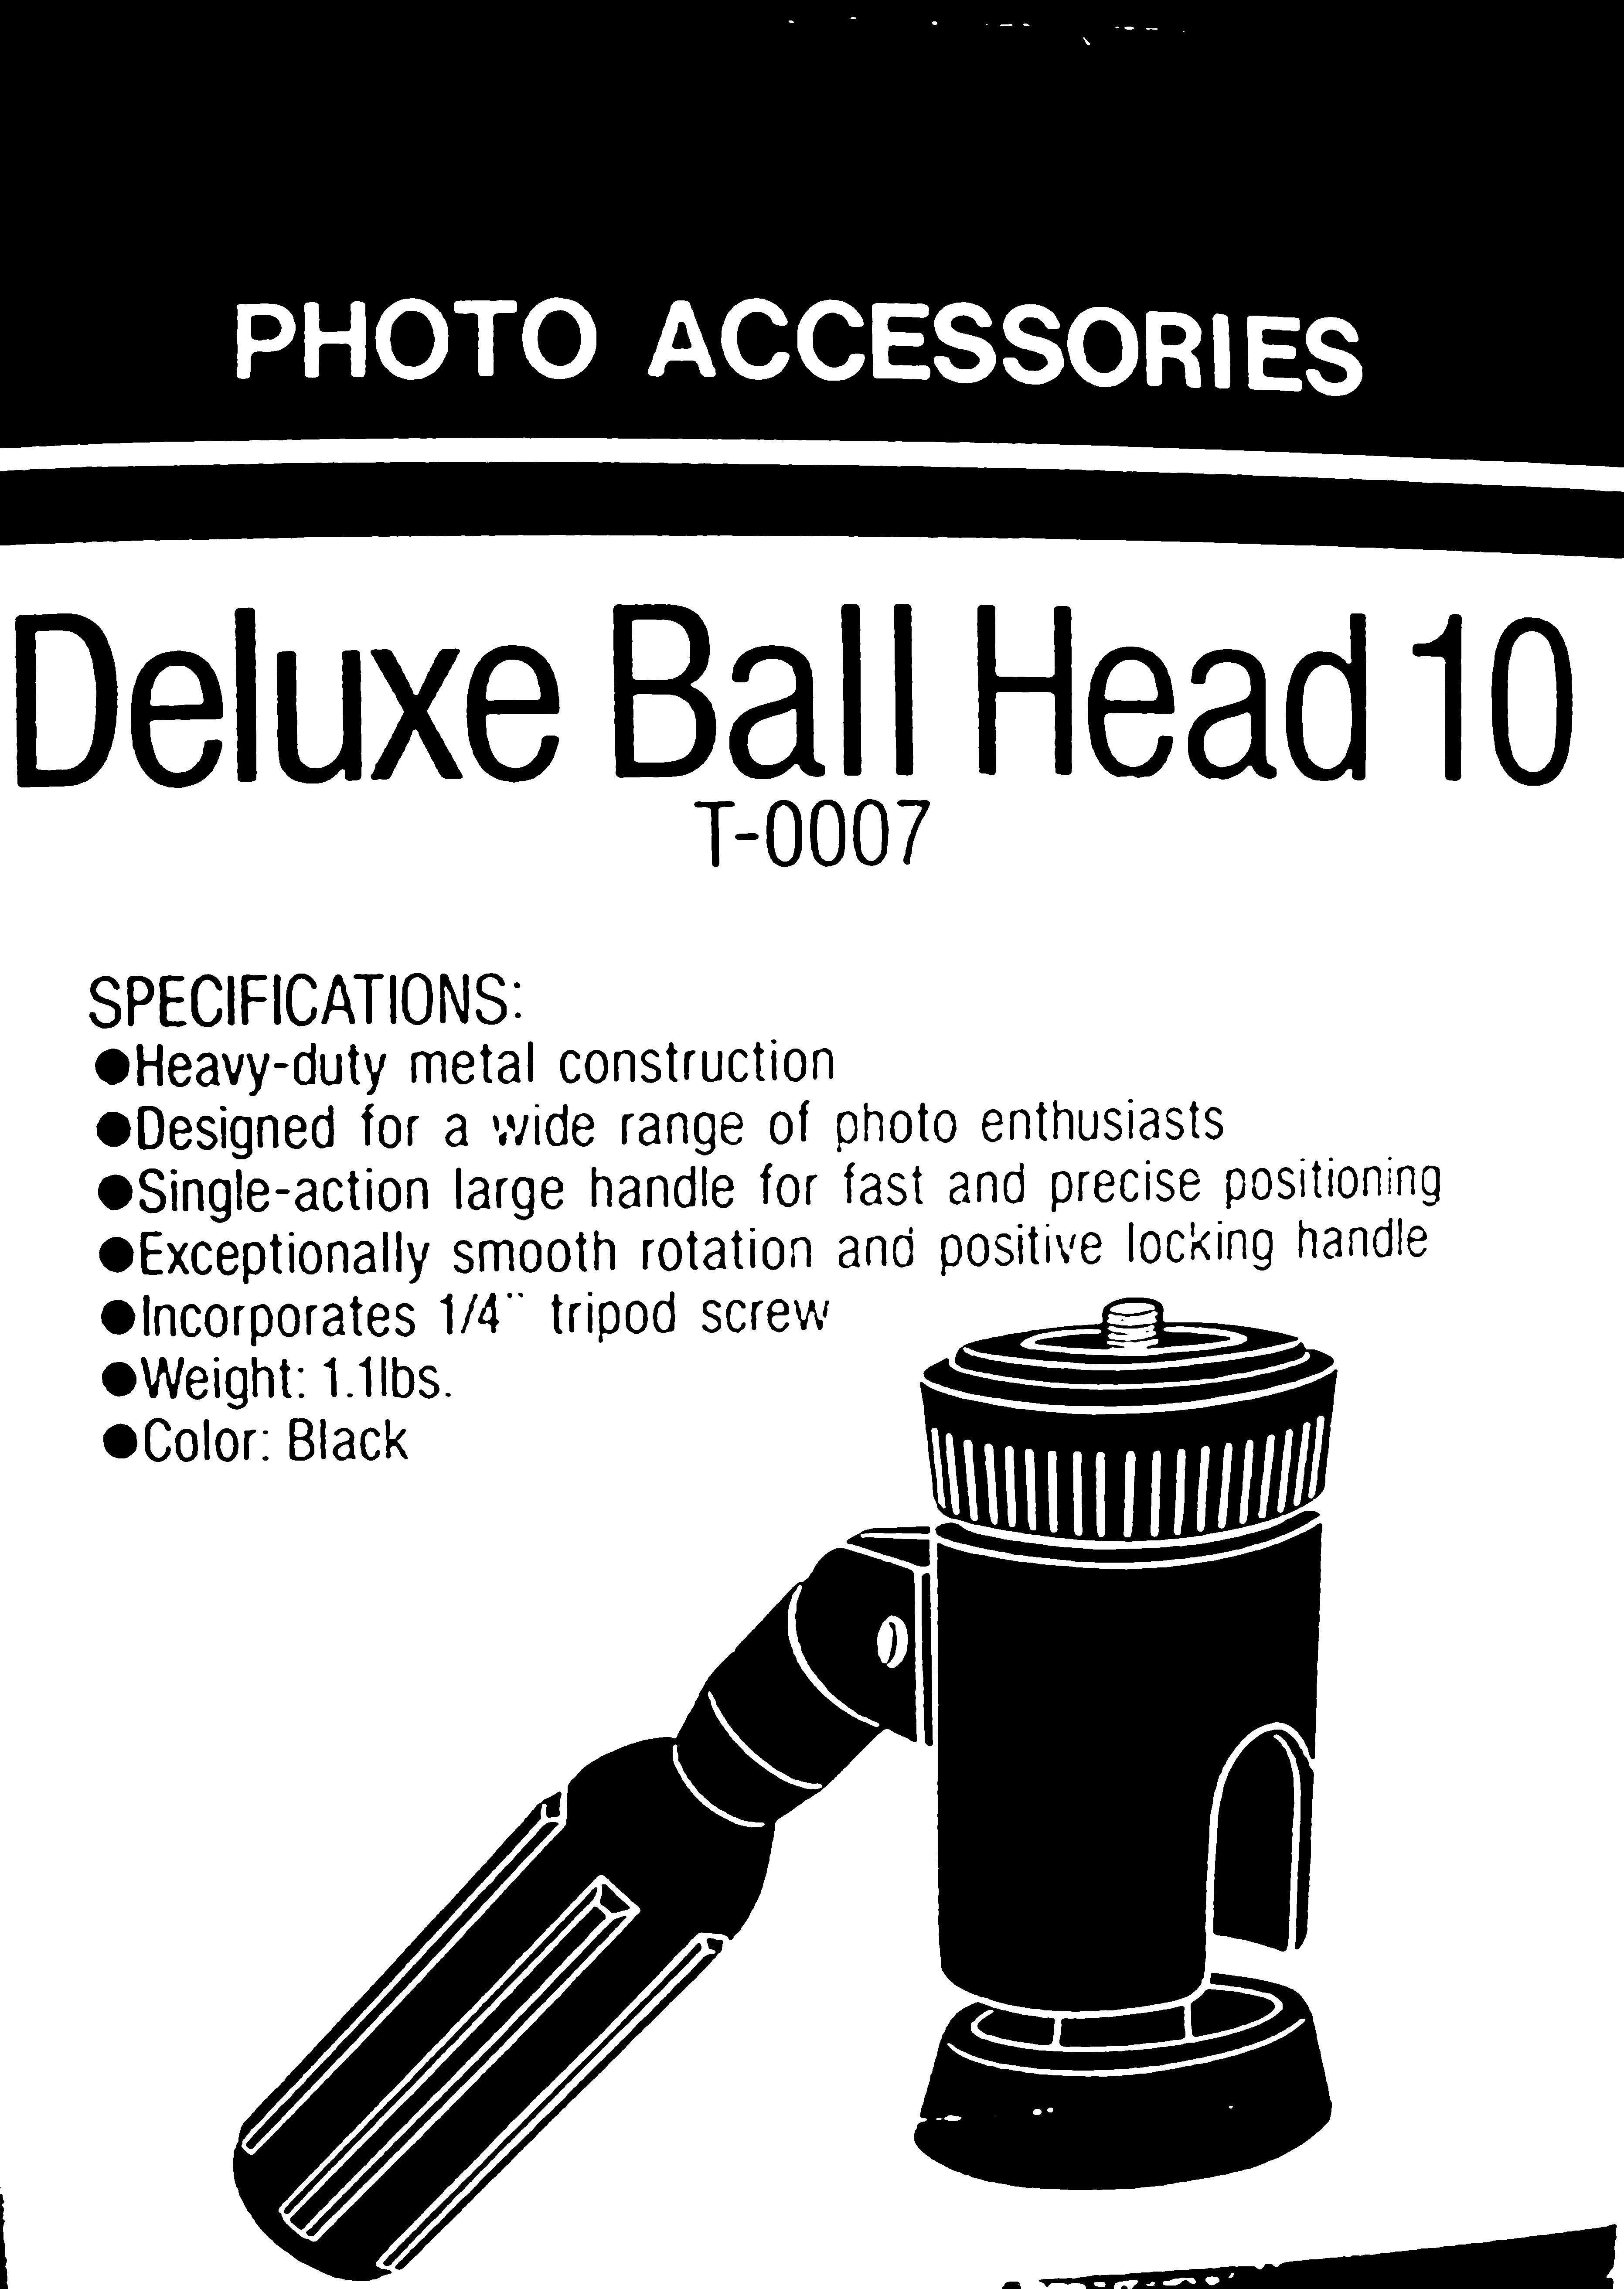 PHOTO ACCESSORIES
Deluxe Ball Head 10
T-0007
SPECIFICATIONS:
●Heavy-duty metal construction
●Designed for a wide range of photo enthusiasts
●Single-action large handle for fast and precise positioning
●Exceptionally smooth rotation and positive locking handle
●Incorporates 1/4" tripod screw
●Weight: 1.1lbs.
●Color: Black